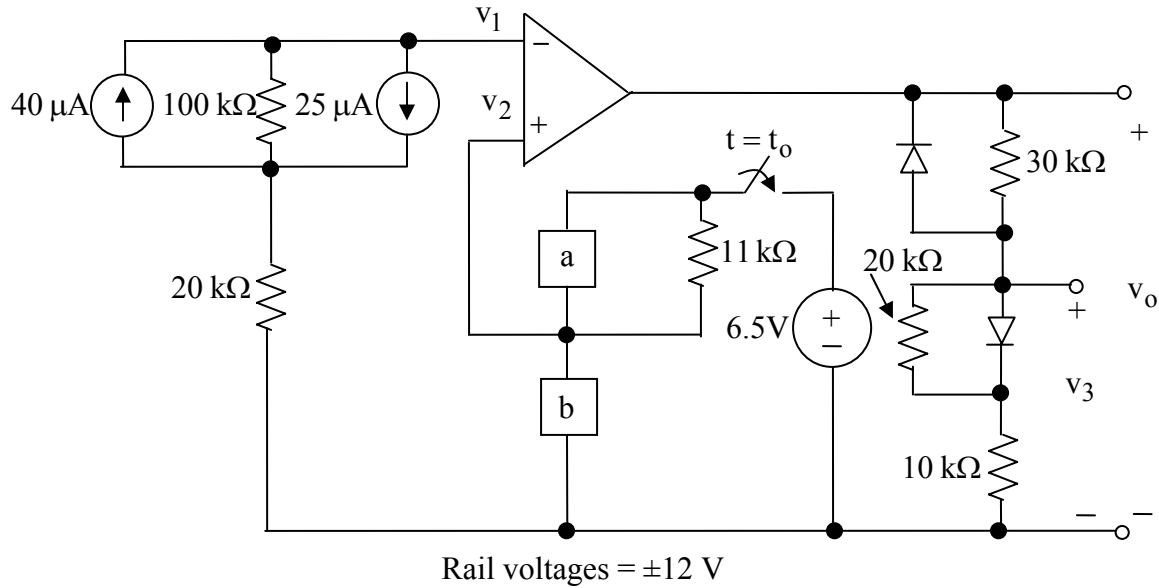 v1
−
40 μA
100 kΩ
25 μA
v2
+
t = to
+
30 kΩ
a
11 kΩ
20 kΩ
20 kΩ
6.5V
+
−
+
vo
v3
b
10 kΩ
−
−
Rail voltages = ±12 V